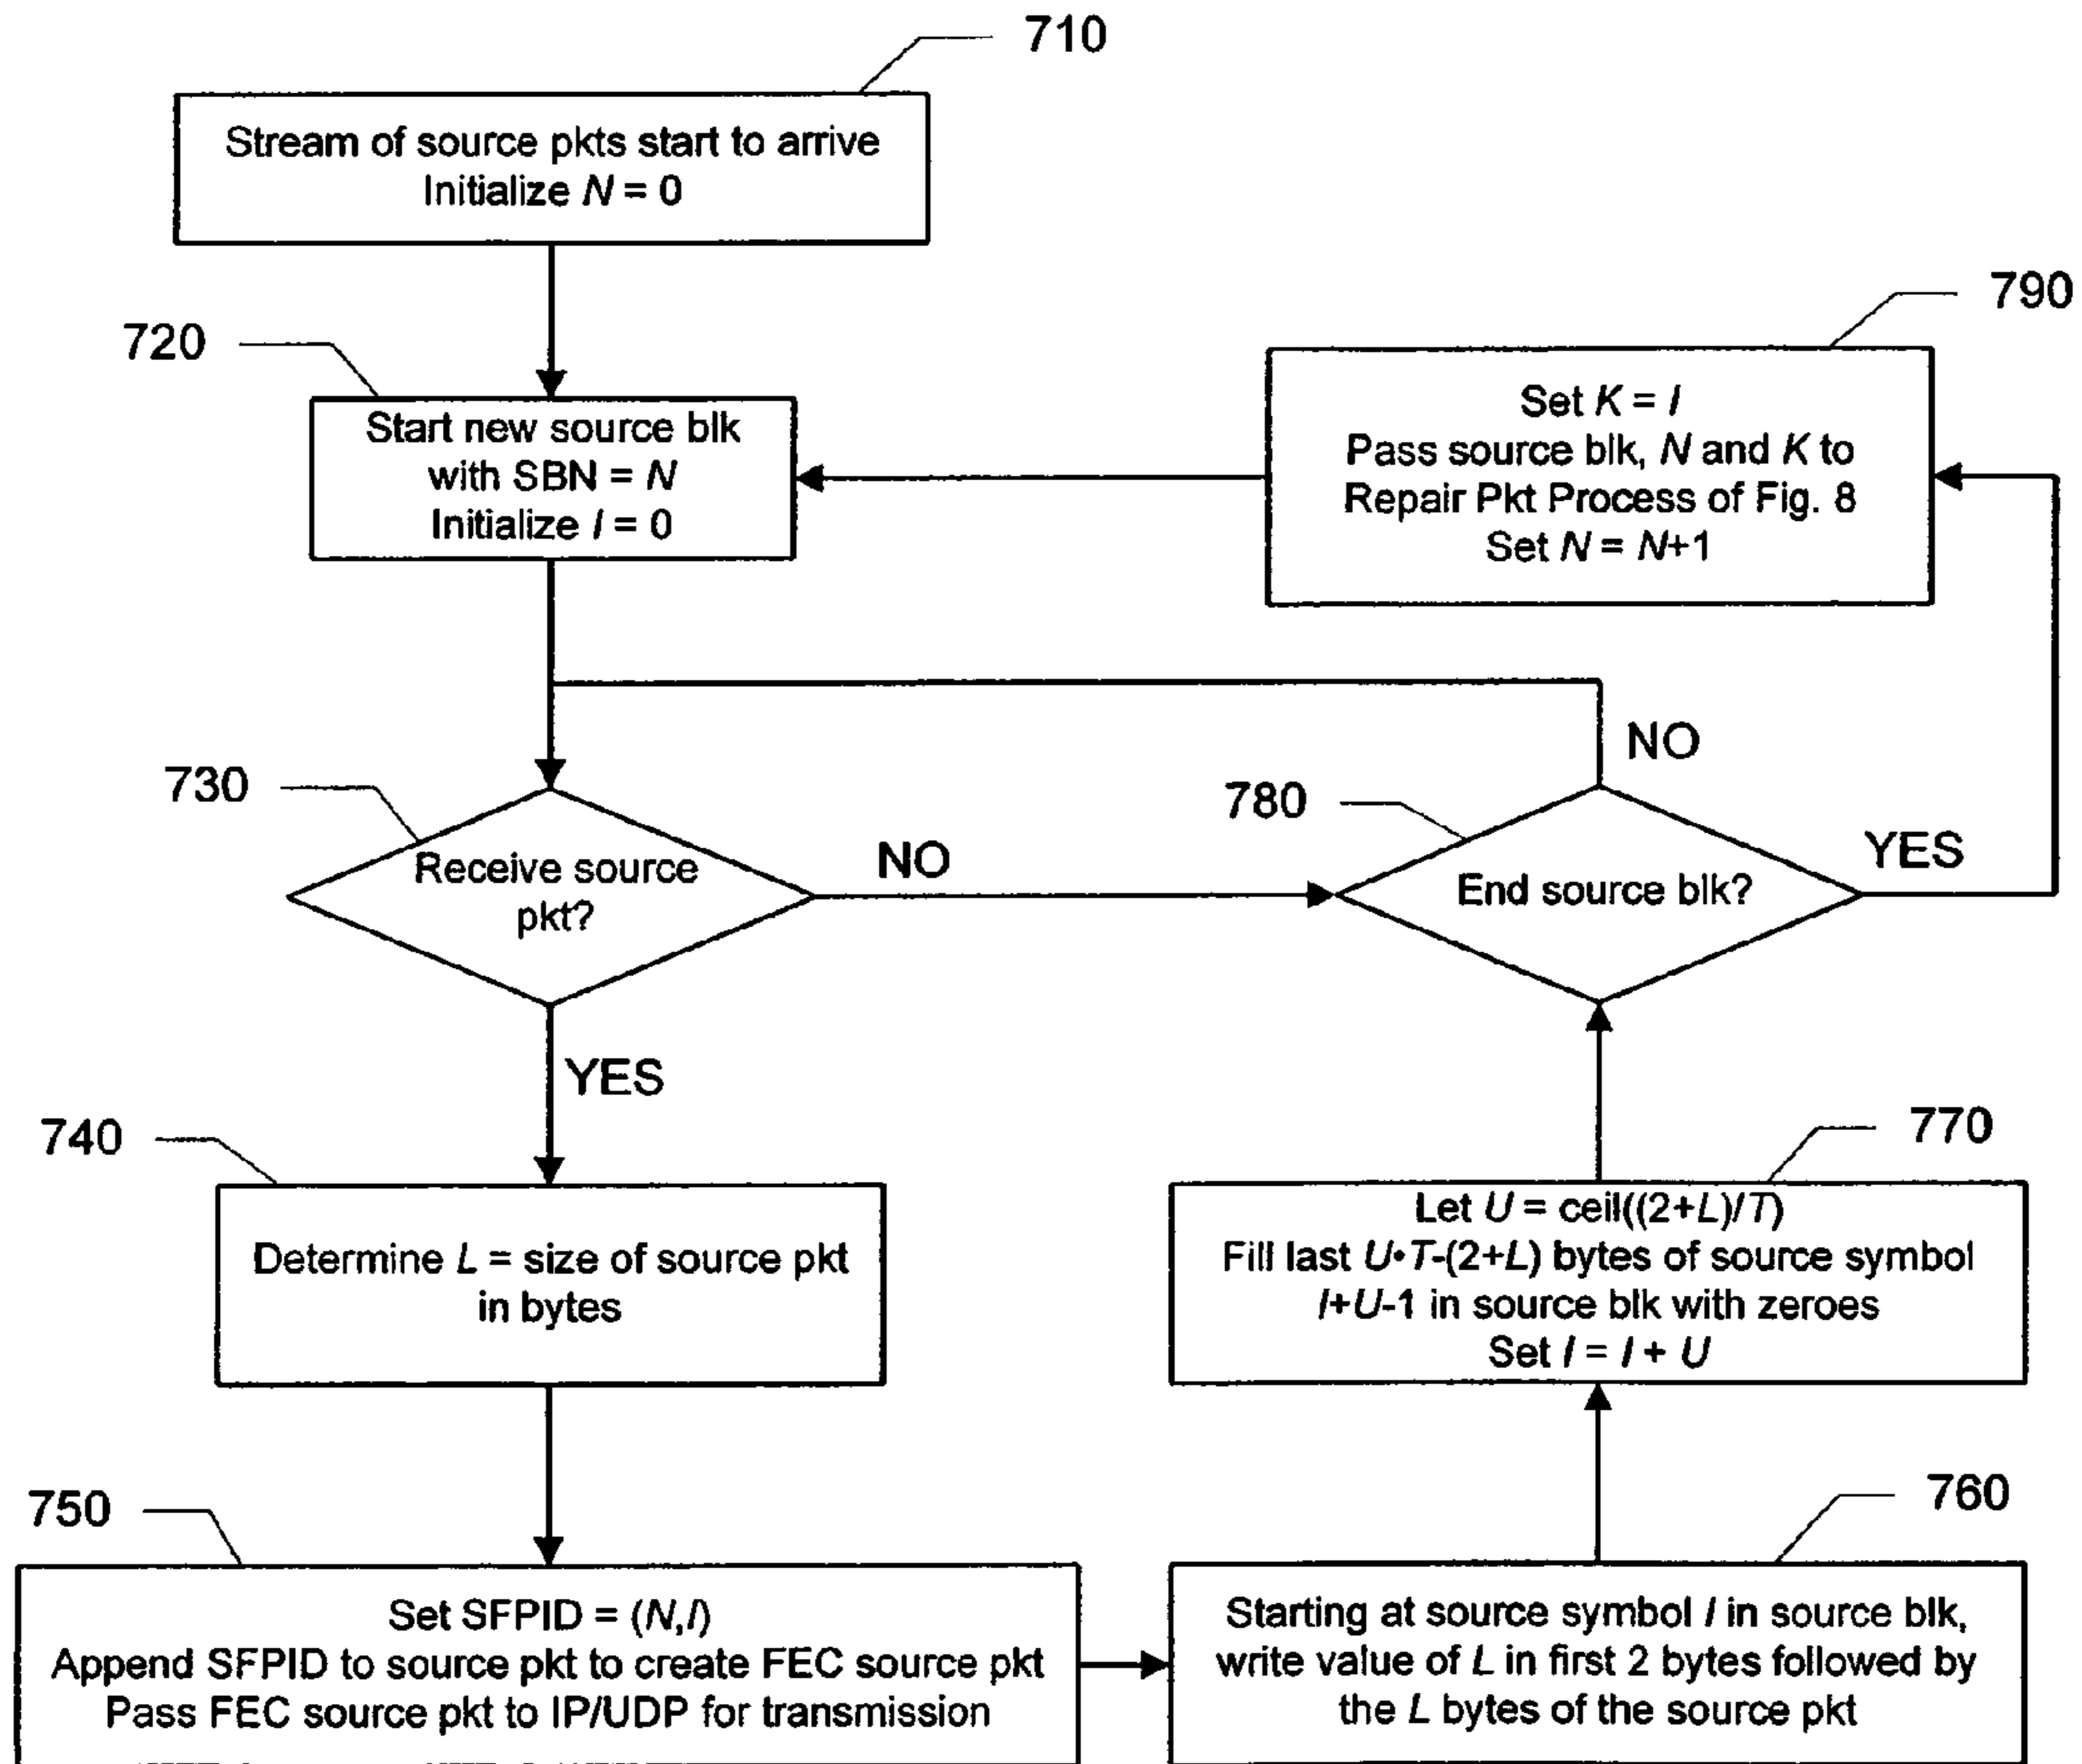 710
Stream of source pkts start to arrive
Initialize N = 0
720
Start new source blk
with SBN = N
Initialize I = 0
790
Set K = I
Pass source blk, N and K to
Repair Pkt Process of Fig. 8
Set N = N+1
730
Receive source
pkt?
NO
YES
780
End source blk?
NO
YES
740
Determine L = size of source pkt
in bytes
770
Let U = ceil((2+L)/T)
Fill last U•T-(2+L) bytes of source symbol
I+U-1 in source blk with zeroes
Set I = I + U
750
Set SFPID = (N,I)
Append SFPID to source pkt to create FEC source pkt
Pass FEC source pkt to IP/UDP for transmission
760
Starting at source symbol I in source blk,
write value of L in first 2 bytes followed by
the L bytes of the source pkt